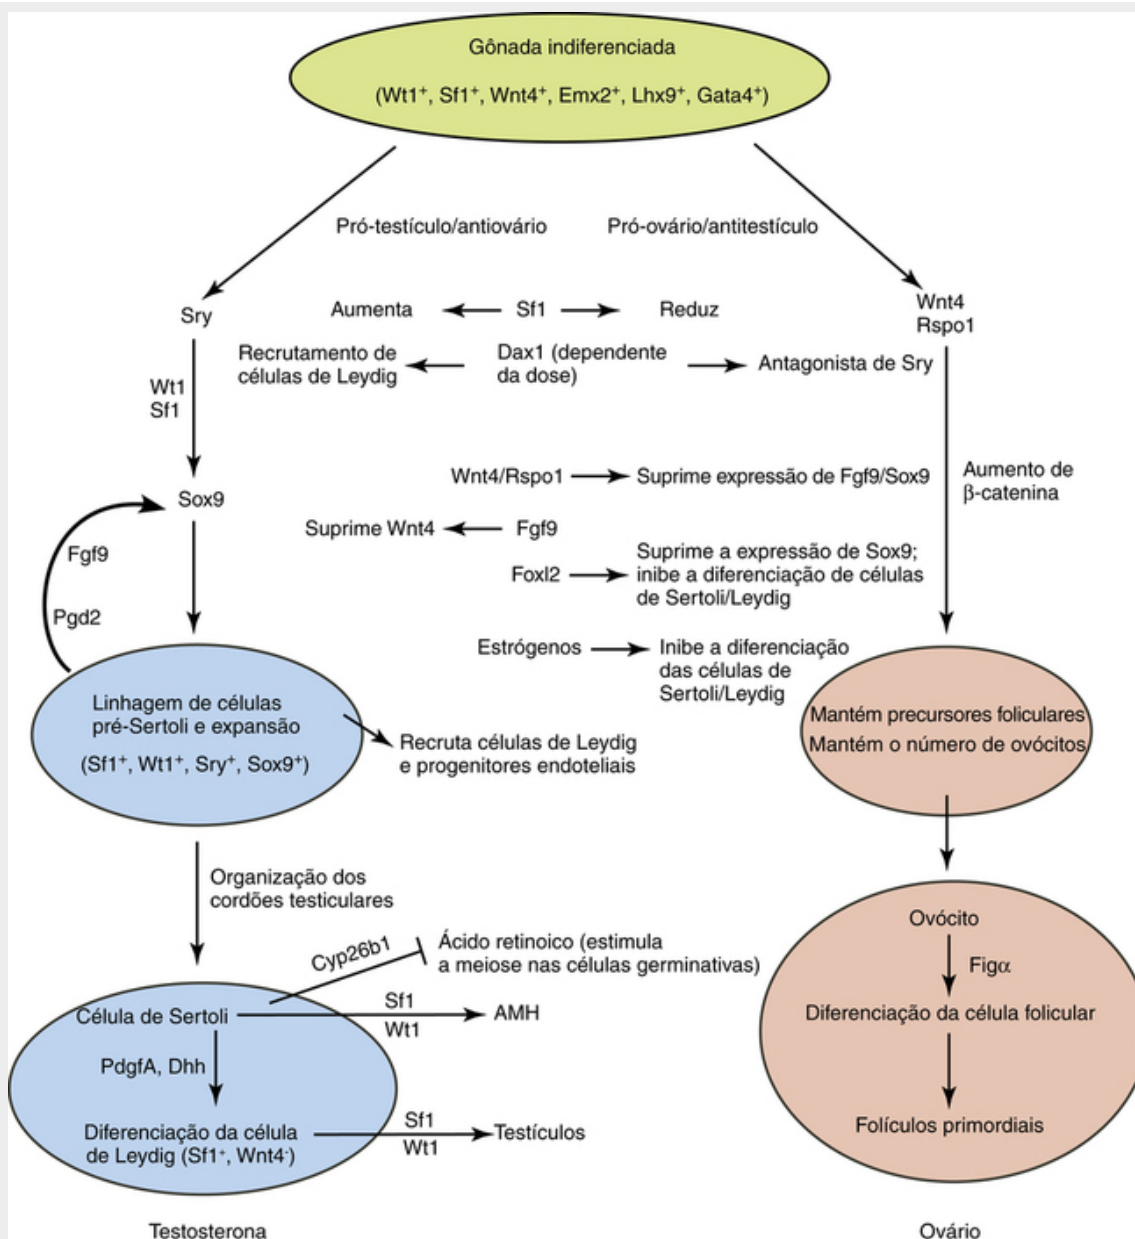 Gônada indiferenciada
(Wt1⁺, Sf1⁺, Wnt4⁺, Emx2⁺, Lhx9⁺, Gata4⁺)
Pró-testículo/antiovário
Pró-ovário/antitestículo
Sry
Aumenta
Sf1
Reduz
Wnt4
Rspo1
Recrutamento de
células de Leydig
Dax1 (dependente
da dose)
Antagonista de Sry
Wt1
Sf1
Wnt4/Rspo1
Suprime expressão de Fgf9/Sox9
Aumento de
β-catenina
Sox9
Suprime Wnt4
Fgf9
Fgf9
Pgd2
Foxl2
Suprime a expressão de Sox9;
inibe a diferenciação de células
de Sertoli/Leydig
Estrógenos
Inibe a diferenciação
das células de
Sertoli/Leydig
Linhagem de células
pré-Sertoli e expansão
(Sf1⁺, Wt1⁺, Sry⁺, Sox9⁺)
Recruta células de Leydig
e progenitores endoteliais
Mantém precursores foliculares
Mantém o número de ovócitos
Organização dos
cordões testiculares
Cyp26b1
Ácido retinoico (estimula
a meiose nas células germinativas)
Célula de Sertoli
Sf1
Wt1
AMH
PdgfA, Dhh
Diferenciação da célula
de Leydig (Sf1⁺, Wnt4⁻)
Sf1
Wt1
Testículos
Ovócito
Figα
Diferenciação da célula folicular
Folículos primordiais
Testosterona
Ovário